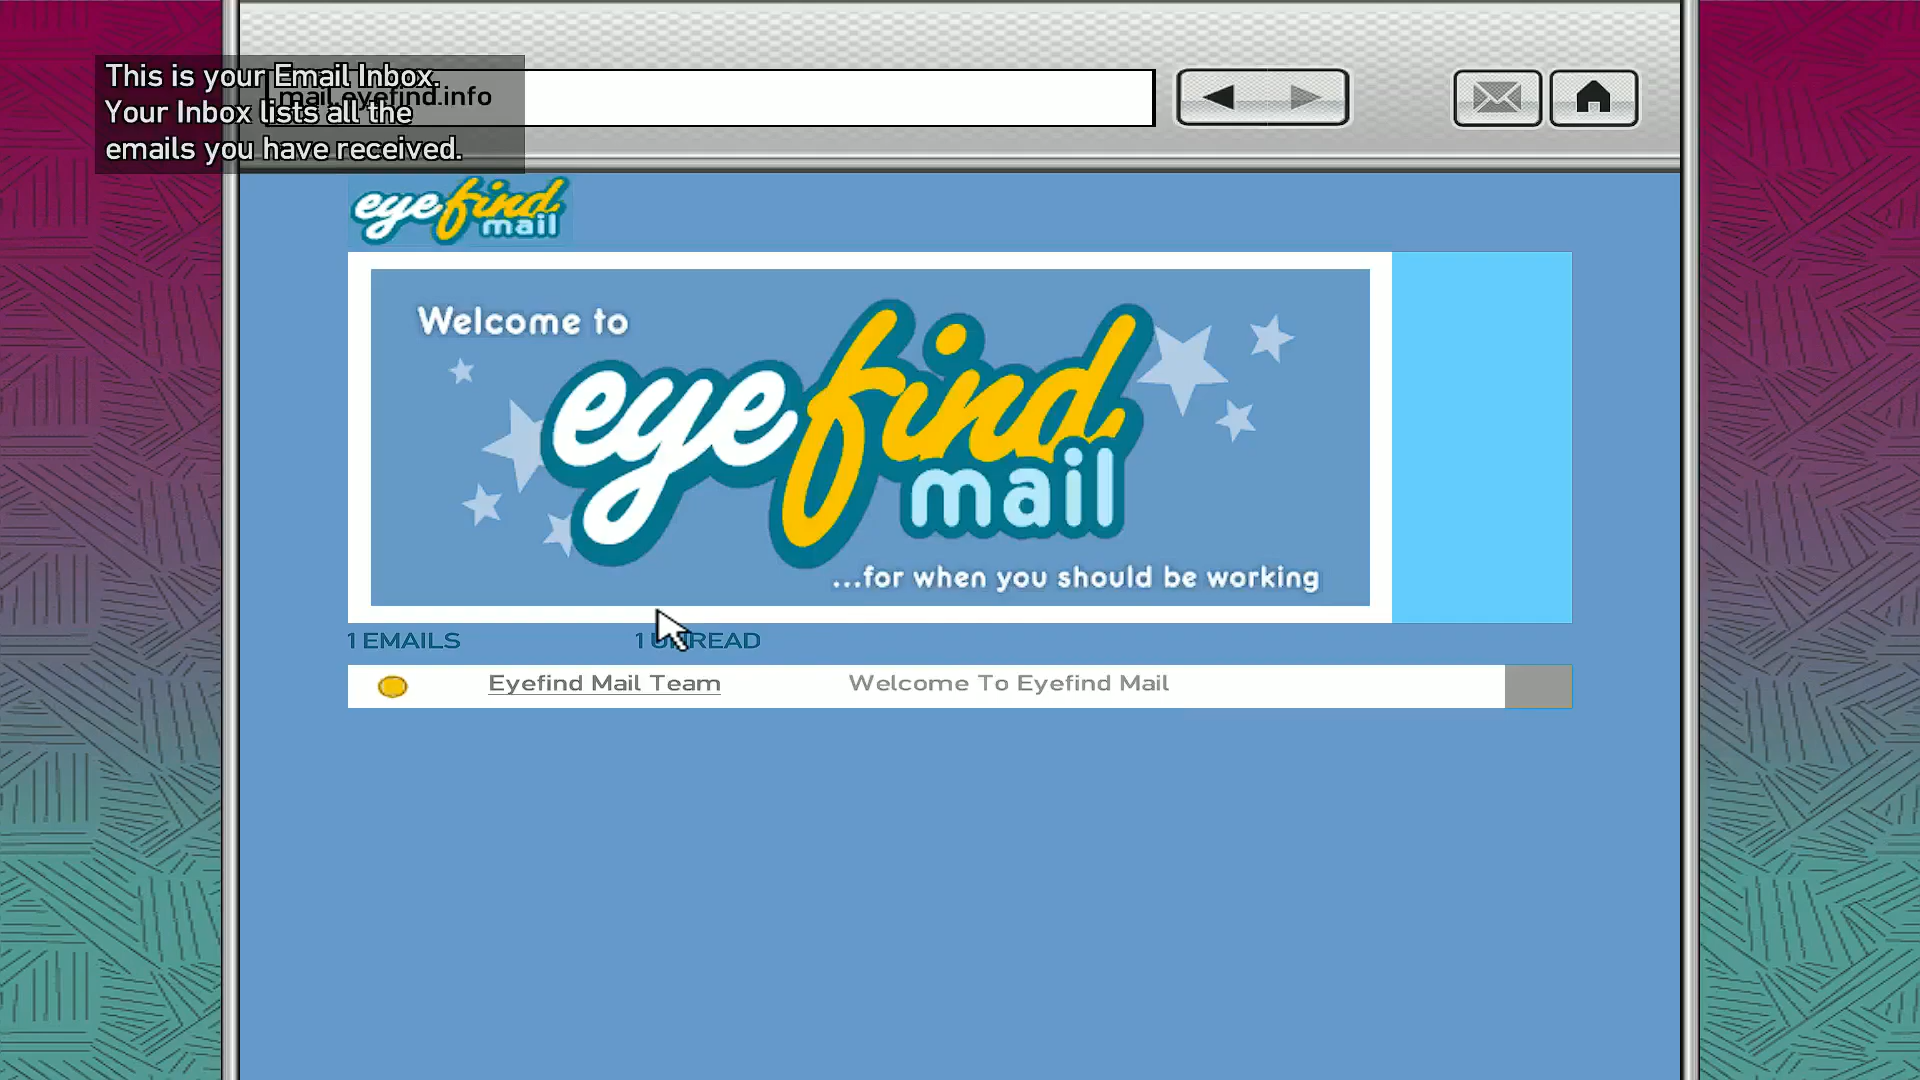 This is your Email Inbox.
Your Inbox lists all the
emails you have received.
mail.eyefind.info
eyefind mail
Welcome to
eyefind
mail
...for when you should be working
1 EMAILS 1 UNREAD
Eyefind Mail Team Welcome To Eyefind Mail